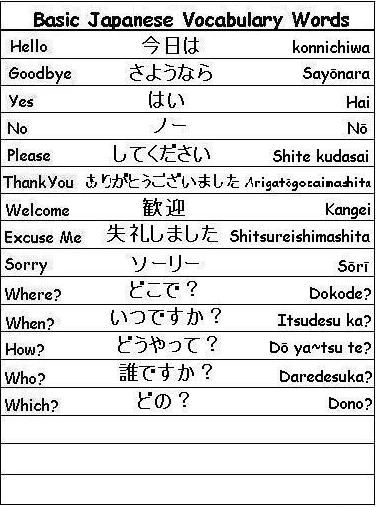 Basic Japanese Vocabulary Words
Hello 今日は konnichiwa
Goodbye さようなら Sayōnara
Yes はい Hai
No ノー Nō
Please してください Shite kudasai
ThankYou ありがとうございました Arigatōgozaimashita
Welcome 歓迎 Kangei
Excuse Me 失礼しました Shitsureishimashita
Sorry ソーリー Sōrī
Where? どこで？ Dokode?
When? いつですか？ Itsudesu ka?
How? どうやって？ Dō ya~tsu te?
Who? 誰ですか？ Daredesuka?
Which? どの？ Dono?